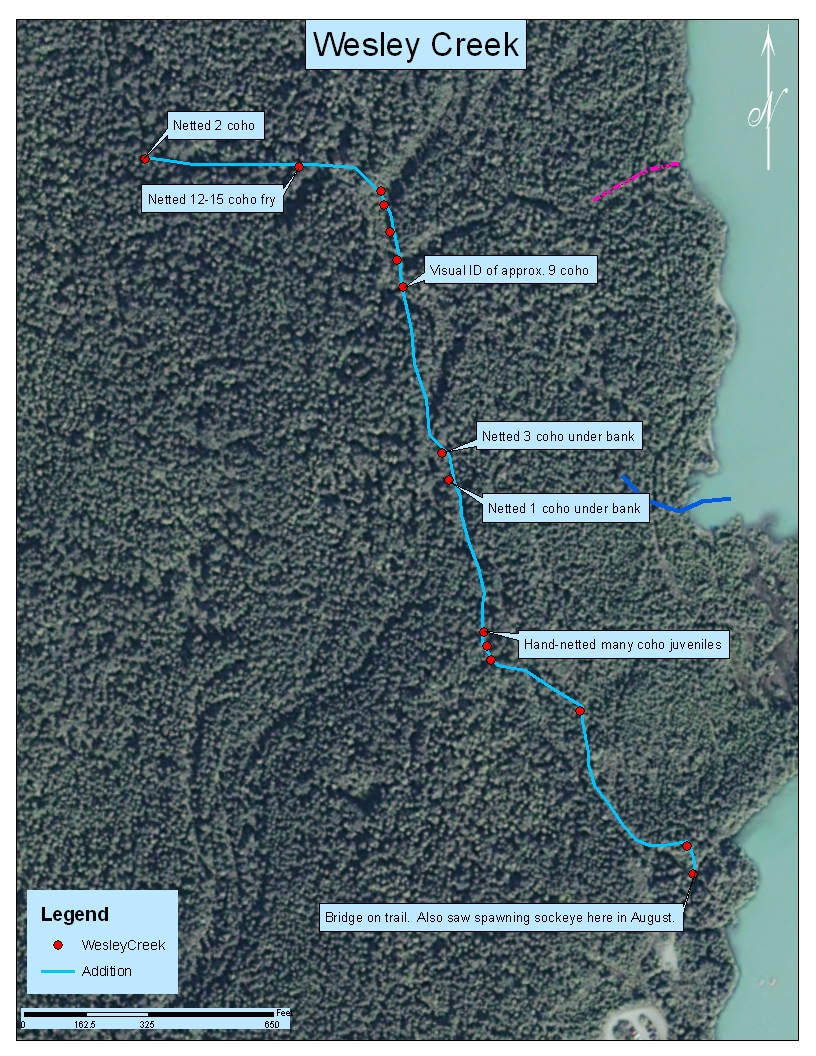 Wesley Creek
N
Netted 2 coho
Netted 12-15 coho fry
Visual ID of approx. 9 coho
Netted 3 coho under bank
Netted 1 coho under bank
Hand-netted many coho juveniles
Bridge on trail.  Also saw spawning sockeye here in August.
Legend
WesleyCreek
Addition
Feet
0 162.5 325 650